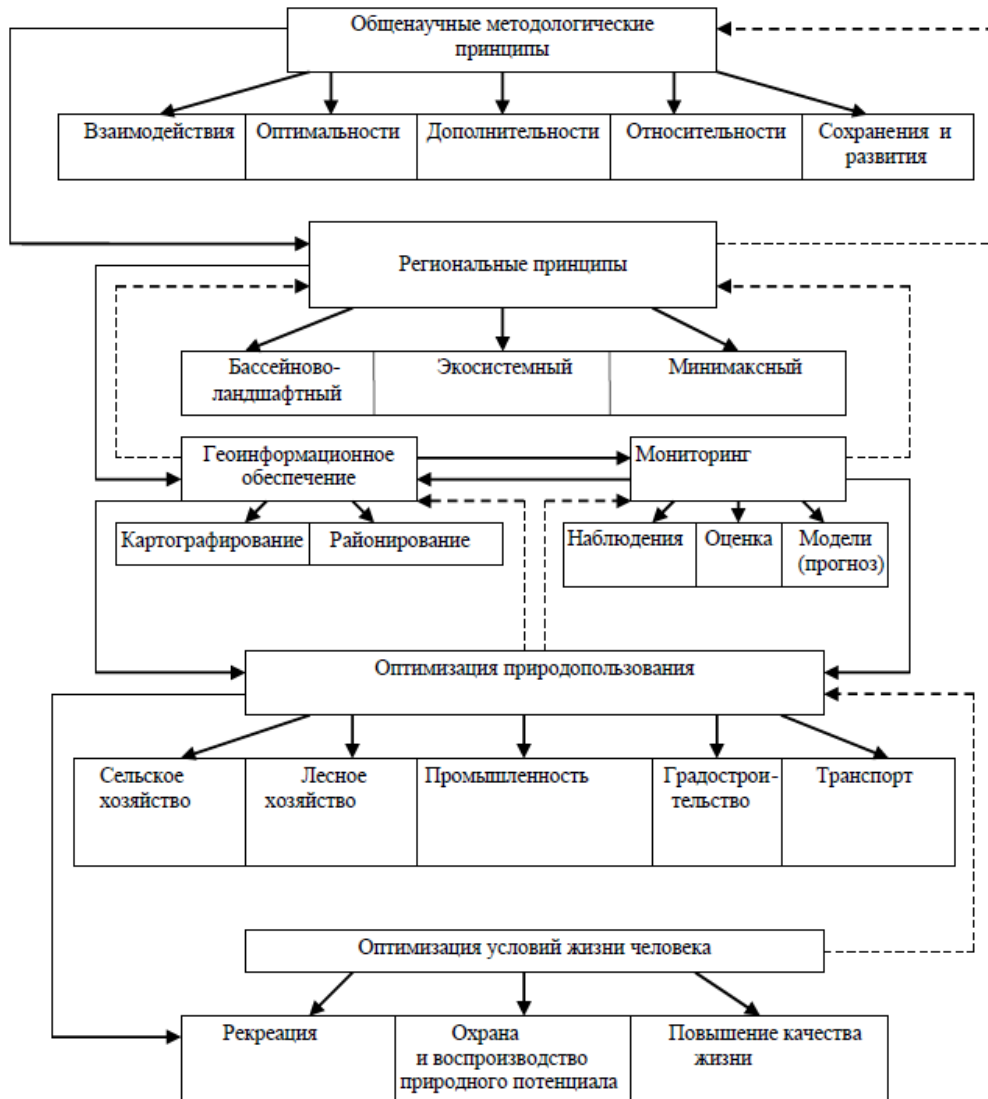 Общенаучные методологические
принципы
Взаимодействия
Оптимальности
Дополнительности
Относительности
Сохранения и
развития
Региональные принципы
Бассейново-
ландшафтный
Экосистемный
Минимаксный
Геоинформационное
обеспечение
Мониторинг
Картографирование
Районирование
Наблюдения
Оценка
Модели
(прогноз)
Оптимизация природопользования
Сельское
хозяйство
Лесное
хозяйство
Промышленность
Градострои-
тельство
Транспорт
Оптимизация условий жизни человека
Рекреация
Охрана
и воспроизводство
природного потенциала
Повышение качества
жизни